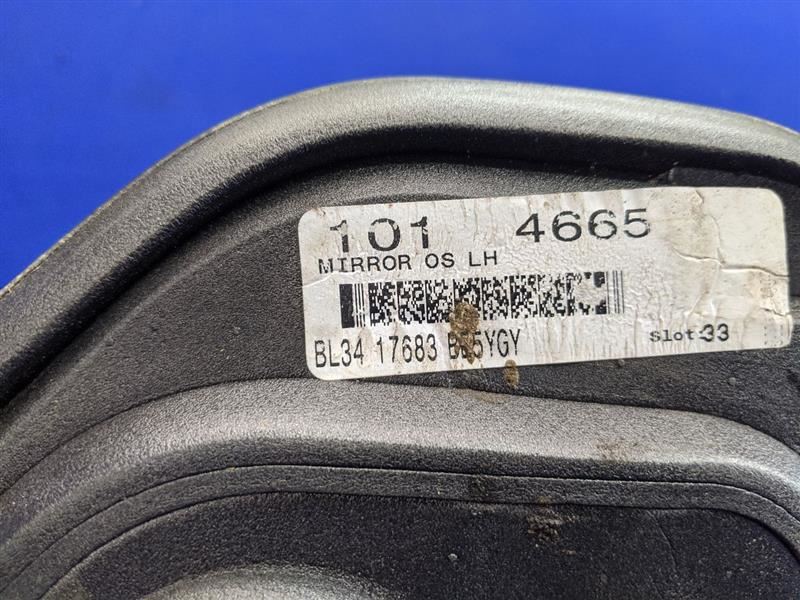 101 4665
MIRROR OS LH
BL34 17683
Slot 33